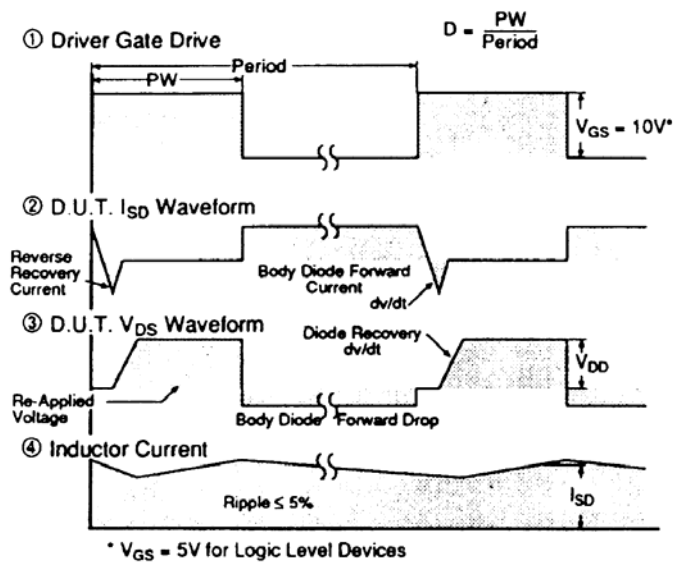 ① Driver Gate Drive
D = PW
Period
Period
PW
VGS = 10V*
② D.U.T. ISD Waveform
Reverse
Recovery
Current
Body Diode Forward
Current
dv/dt
③ D.U.T. VDS Waveform
Diode Recovery
dv/dt
VDD
Re-Applied
Voltage
Body Diode Forward Drop
④ Inductor Current
Ripple ≤ 5%
ISD
* VGS = 5V for Logic Level Devices